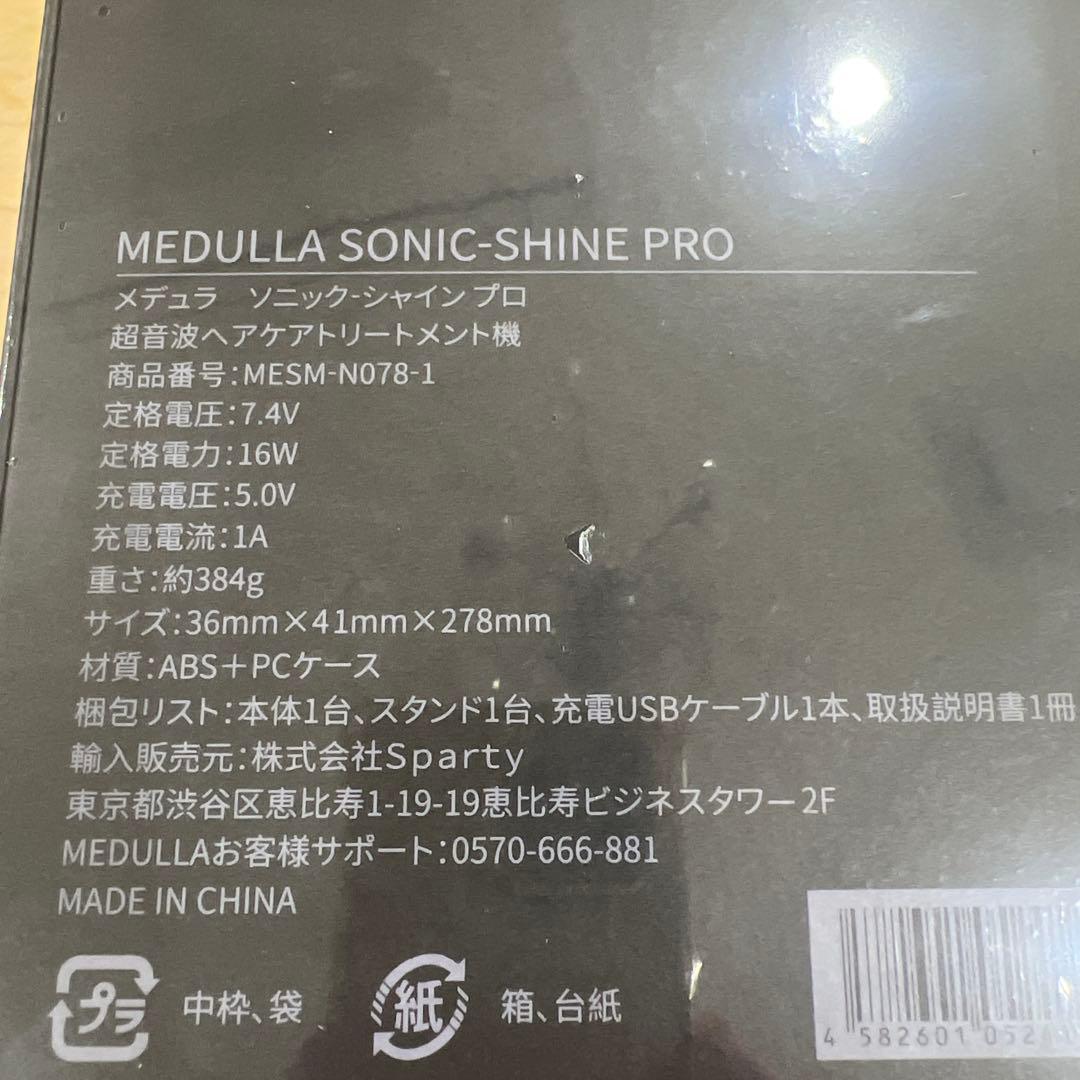 MEDULLA SONIC-SHINE PRO
メデュラ ソニック-シャイン プロ
超音波ヘアケアトリートメント機
商品番号:MESM-N078-1
定格電圧:7.4V
定格電力:16W
充電電圧:5.0V
充電電流:1A
重さ:約384g
サイズ:36mm×41mm×278mm
材質:ABS+PCケース
梱包リスト:本体1台、スタンド1台、充電USBケーブル1本、取扱説明書1冊
輸入販売元:株式会社Sparty
東京都渋谷区恵比寿1-19-19恵比寿ビジネスタワー2F
MEDULLAお客様サポート:0570-666-881
MADE IN CHINA
プラ 中枠、袋
紙 箱、台紙
4 582601